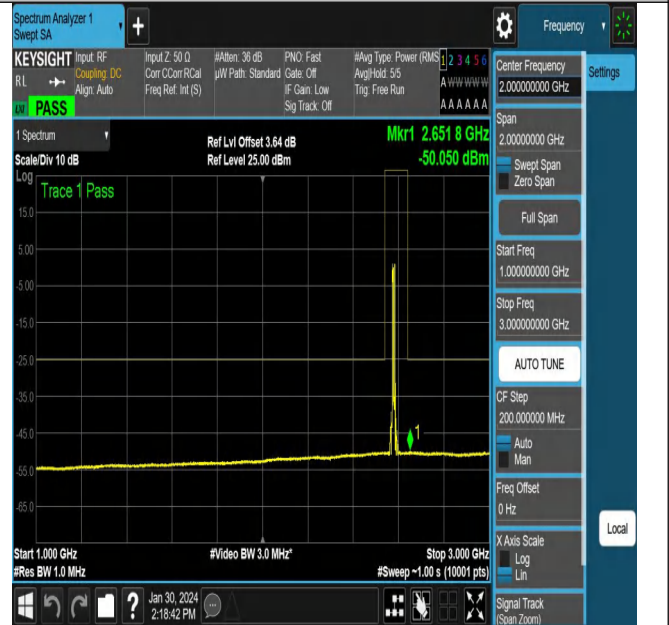 Spectrum Analyzer 1
Swept SA
Frequency
KEYSIGHT
RL
LXI
PASS
Input: RF
Coupling: DC
Align: Auto
Input Z: 50 Ω
Corr CCorr RCal
Freq Ref: Int (S)
#Atten: 36 dB
µW Path: Standard
PNO: Fast
Gate: Off
IF Gain: Low
Sig Track: Off
#Avg Type: Power (RMS
Avg|Hold: 5/5
Trig: Free Run
1 2 3 4 5 6
A W W W W W
A A A A A A
1 Spectrum
Scale/Div 10 dB
Ref Lvl Offset 3.64 dB
Ref Level 25.00 dBm
Mkr1 2.651 8 GHz
-50.050 dBm
Log
Trace 1 Pass
15.0
5.00
-5.00
-15.0
-25.0
-35.0
-45.0
-55.0
-65.0
1
Start 1.000 GHz
#Res BW 1.0 MHz
#Video BW 3.0 MHz*
Stop 3.000 GHz
#Sweep ~1.00 s (10001 pts)
Center Frequency
2.000000000 GHz
Settings
Span
2.00000000 GHz
Swept Span
Zero Span
Full Span
Start Freq
1.000000000 GHz
Stop Freq
3.000000000 GHz
AUTO TUNE
CF Step
200.000000 MHz
Auto
Man
Freq Offset
0 Hz
X Axis Scale
Log
Lin
Local
Signal Track
(Span Zoom)
?
Jan 30, 2024
2:18:42 PM